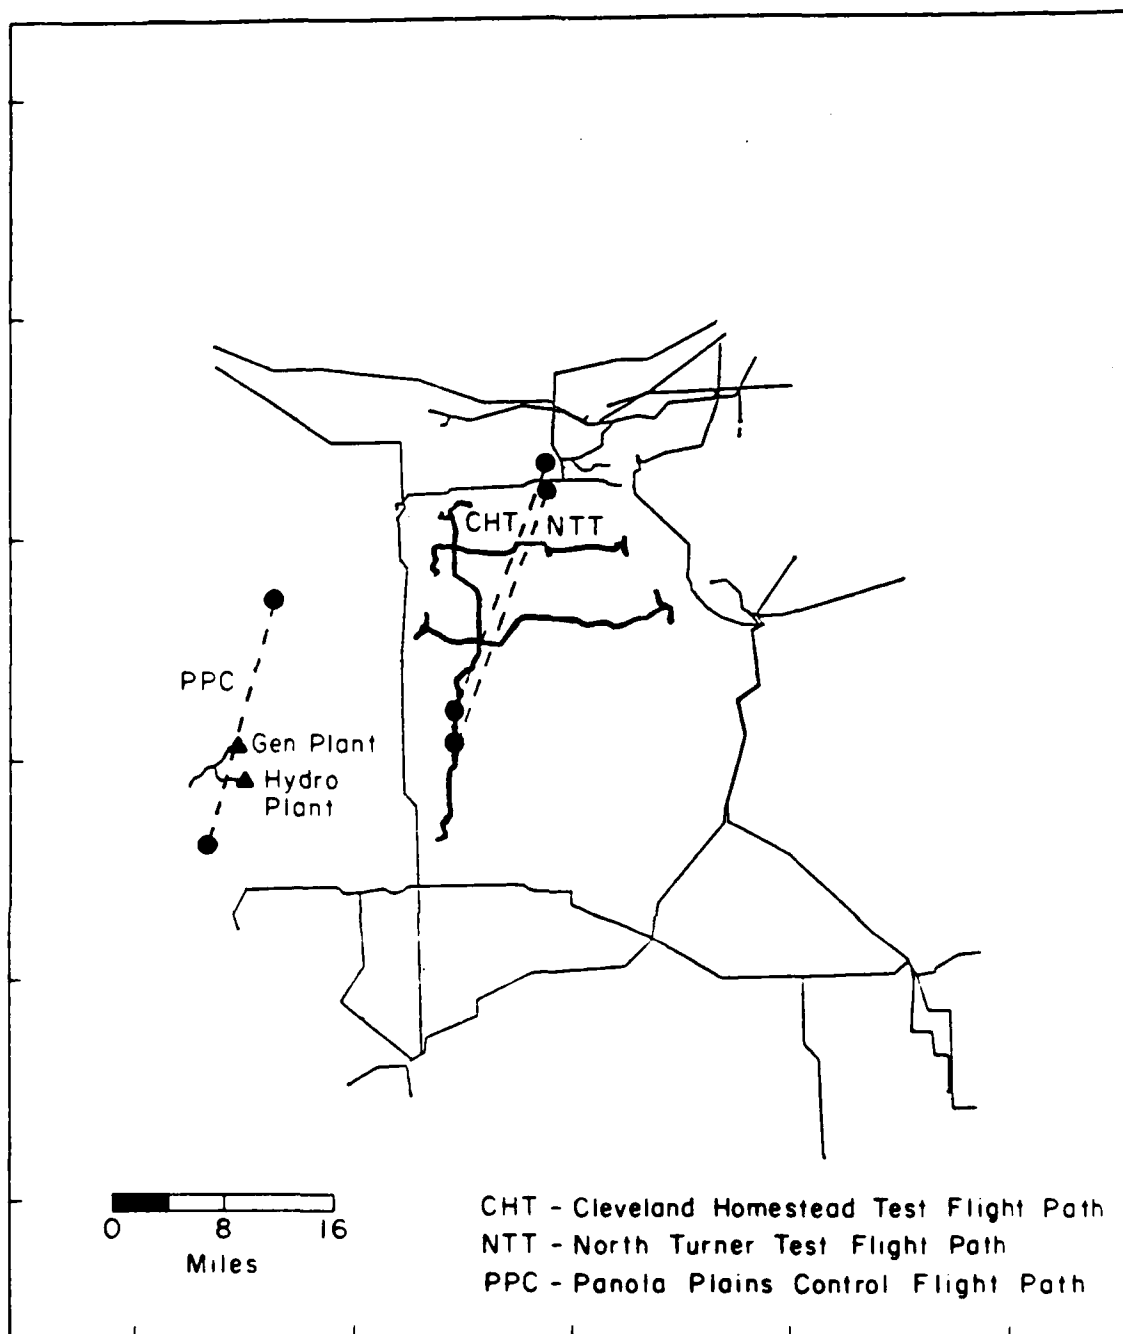 CHT NTT
PPC
Gen Plant
Hydro
Plant
0 8 16
Miles
CHT - Cleveland Homestead Test Flight Path
NTT - North Turner Test Flight Path
PPC - Panola Plains Control Flight Path